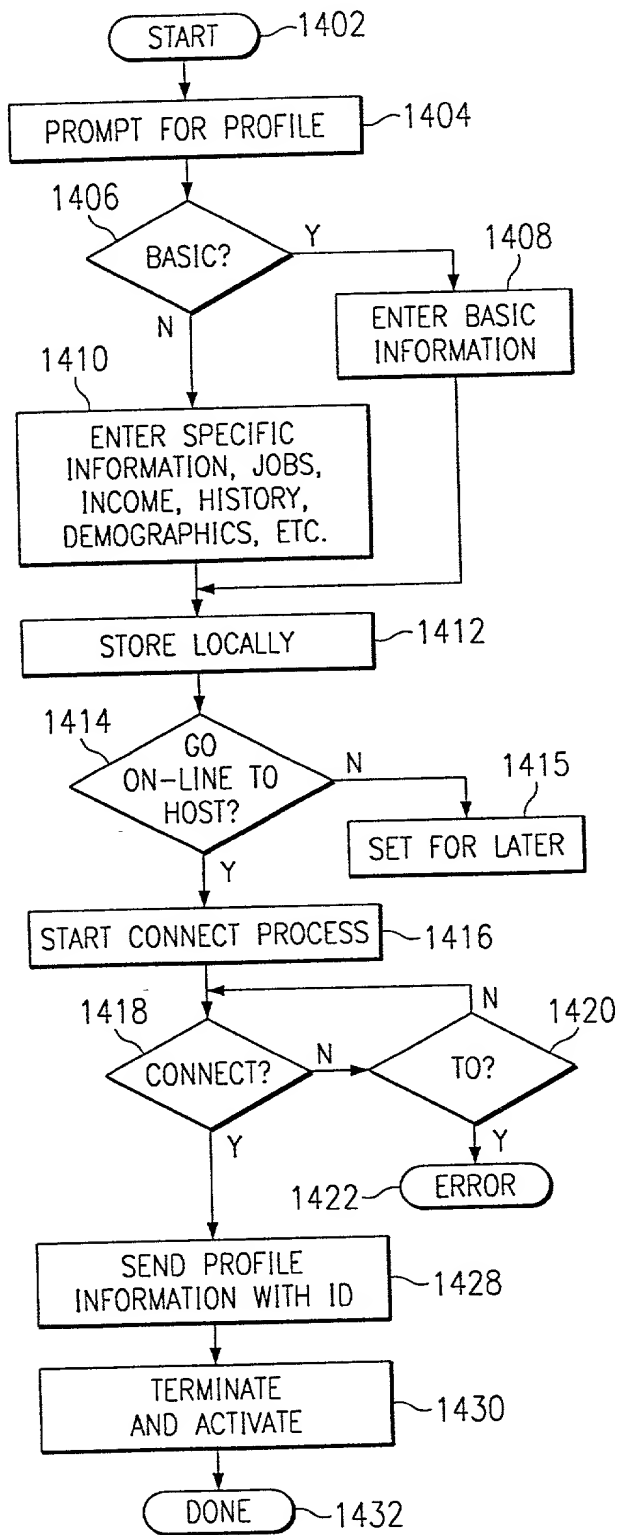 START
1402
PROMPT FOR PROFILE
1404
1406
BASIC?
Y
N
1408
ENTER BASIC
INFORMATION
1410
ENTER SPECIFIC
INFORMATION, JOBS,
INCOME, HISTORY,
DEMOGRAPHICS, ETC.
STORE LOCALLY
1412
1414
GO
ON-LINE TO
HOST?
N
Y
1415
SET FOR LATER
START CONNECT PROCESS
1416
1418
CONNECT?
N
Y
1420
TO?
N
Y
1422
ERROR
SEND PROFILE
INFORMATION WITH ID
1428
TERMINATE
AND ACTIVATE
1430
DONE
1432